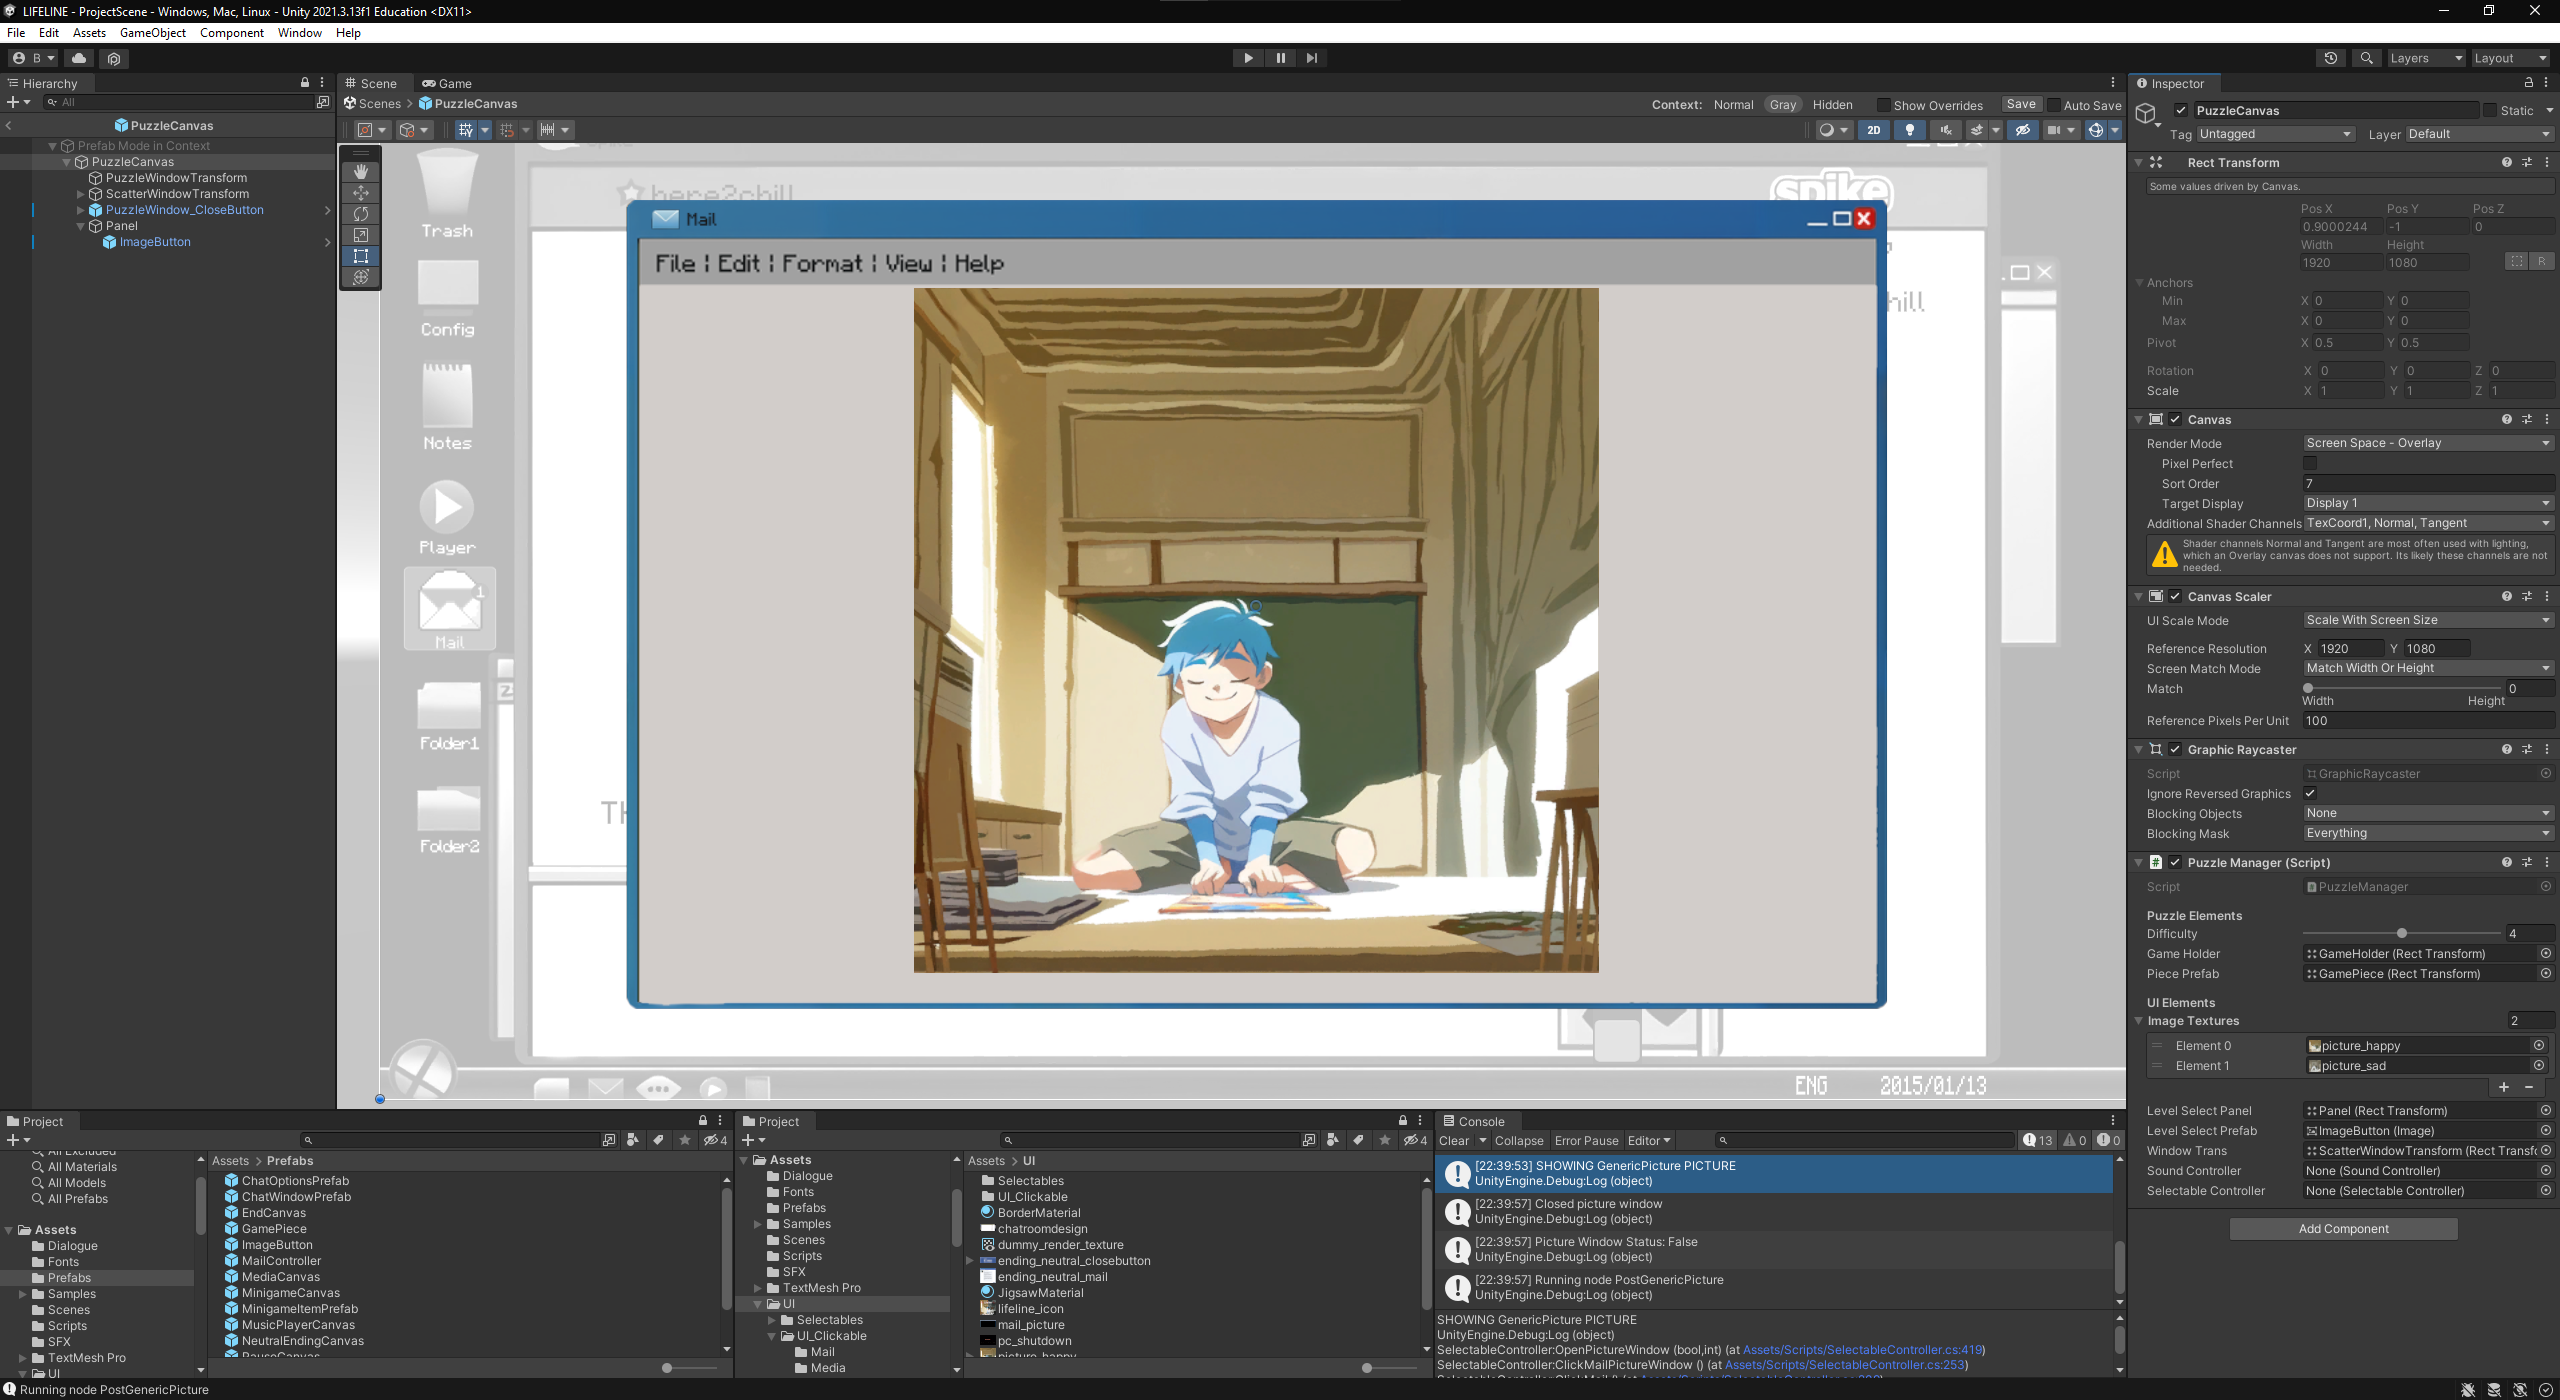 LIFELINE - ProjectScene - Windows, Mac, Linux - Unity 2021.3.13f1 Education <DX11>
File Edit Assets GameObject Component Window Help
B
Layers
Layout
Hierarchy
All
PuzzleCanvas
Prefab Mode in Context
PuzzleCanvas
PuzzleWindowTransform
ScatterWindowTransform
PuzzleWindow_CloseButton
Panel
ImageButton
Scene Game
Scenes PuzzleCanvas
Context: Normal Gray Hidden Show Overrides Save Auto Save
2D
here2chill
spike
Trash
Config
Notes
Player
1
Mail
Folder1
Folder2
Mail
File ¦ Edit ¦ Format ¦ View ¦ Help
hill
ENG 2015/01/13
Inspector
PuzzleCanvas
Static
Tag Untagged Layer Default
Rect Transform
Some values driven by Canvas.
Pos X Pos Y Pos Z
0.9000244 -1 0
Width Height
1920 1080
R
Anchors
Min X 0 Y 0
Max X 0 Y 0
Pivot X 0.5 Y 0.5
Rotation X 0 Y 0 Z 0
Scale X 1 Y 1 Z 1
Canvas
Render Mode Screen Space - Overlay
Pixel Perfect
Sort Order 7
Target Display Display 1
Additional Shader Channels TexCoord1, Normal, Tangent
Shader channels Normal and Tangent are most often used with lighting,
which an Overlay canvas does not support. Its likely these channels are not
needed.
Canvas Scaler
UI Scale Mode Scale With Screen Size
Reference Resolution X 1920 Y 1080
Screen Match Mode Match Width Or Height
Match 0
Width Height
Reference Pixels Per Unit 100
Graphic Raycaster
Script GraphicRaycaster
Ignore Reversed Graphics
Blocking Objects None
Blocking Mask Everything
Puzzle Manager (Script)
Script PuzzleManager
Puzzle Elements
Difficulty 4
Game Holder GameHolder (Rect Transform)
Piece Prefab GamePiece (Rect Transform)
UI Elements
Image Textures 2
Element 0 picture_happy
Element 1 picture_sad
Level Select Panel Panel (Rect Transform)
Level Select Prefab ImageButton (Image)
Window Trans ScatterWindowTransform (Rect Transf
Sound Controller None (Sound Controller)
Selectable Controller None (Selectable Controller)
Add Component
Project
4
All Excluded
All Materials
All Models
All Prefabs
Assets
Dialogue
Fonts
Prefabs
Samples
Scenes
Scripts
SFX
TextMesh Pro
UI
Assets > Prefabs
ChatOptionsPrefab
ChatWindowPrefab
EndCanvas
GamePiece
ImageButton
MailController
MediaCanvas
MinigameCanvas
MinigameItemPrefab
MusicPlayerCanvas
NeutralEndingCanvas
PauseCanvas
Project
4
Assets
Dialogue
Fonts
Prefabs
Samples
Scenes
Scripts
SFX
TextMesh Pro
UI
Selectables
UI_Clickable
Mail
Media
Assets > UI
Selectables
UI_Clickable
BorderMaterial
chatroomdesign
dummy_render_texture
ending_neutral_closebutton
ending_neutral_mail
JigsawMaterial
lifeline_icon
mail_picture
pc_shutdown
picture_happy
Console
Clear Collapse Error Pause Editor 13 0 0
[22:39:53] SHOWING GenericPicture PICTURE
UnityEngine.Debug:Log (object)
[22:39:57] Closed picture window
UnityEngine.Debug:Log (object)
[22:39:57] Picture Window Status: False
UnityEngine.Debug:Log (object)
[22:39:57] Running node PostGenericPicture
UnityEngine.Debug:Log (object)
SHOWING GenericPicture PICTURE
UnityEngine.Debug:Log (object)
SelectableController:OpenPictureWindow (bool,int) (at Assets/Scripts/SelectableController.cs:419)
SelectableController:ClickMailPictureWindow () (at Assets/Scripts/SelectableController.cs:253)
Running node PostGenericPicture